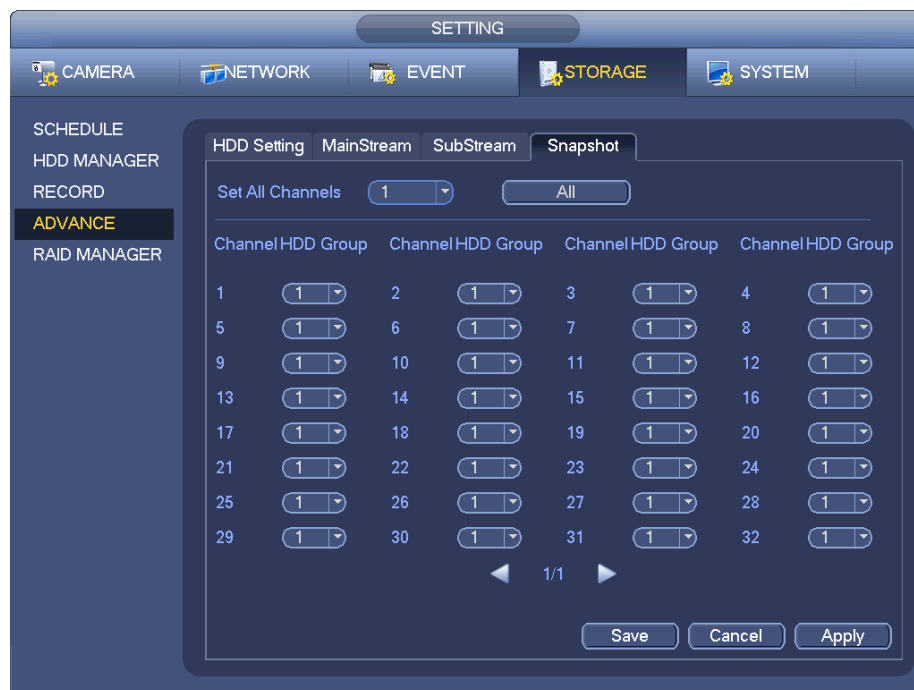 SETTING
CAMERA NETWORK EVENT STORAGE SYSTEM
SCHEDULE
HDD MANAGER
RECORD
ADVANCE
RAID MANAGER
HDD Setting MainStream SubStream Snapshot
Set All Channels 1 All
Channel HDD Group Channel HDD Group Channel HDD Group Channel HDD Group
1 1 2 1 3 1 4 1
5 1 6 1 7 1 8 1
9 1 10 1 11 1 12 1
13 1 14 1 15 1 16 1
17 1 18 1 19 1 20 1
21 1 22 1 23 1 24 1
25 1 26 1 27 1 28 1
29 1 30 1 31 1 32 1
1/1
Save Cancel Apply